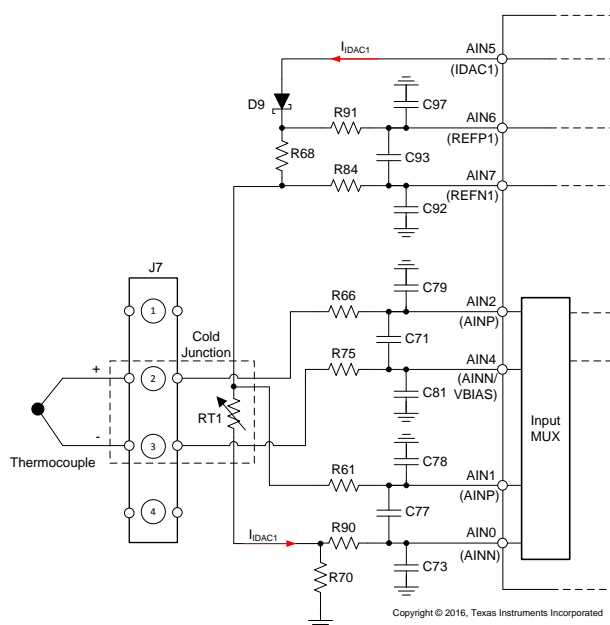 I_IDAC1
AIN5
(IDAC1)
D9
R91
C97
AIN6
(REFP1)
R68
C93
R84
AIN7
(REFN1)
C92
J7
1
R66
C79
AIN2
(AINP)
Cold
Junction
C71
R75
AIN4
(AINN/
VBIAS)
+
2
C81
Input
MUX
RT1
-
3
Thermocouple
C78
R61
AIN1
(AINP)
4
C77
I_IDAC1
R90
AIN0
(AINN)
C73
R70
Copyright © 2016, Texas Instruments Incorporated